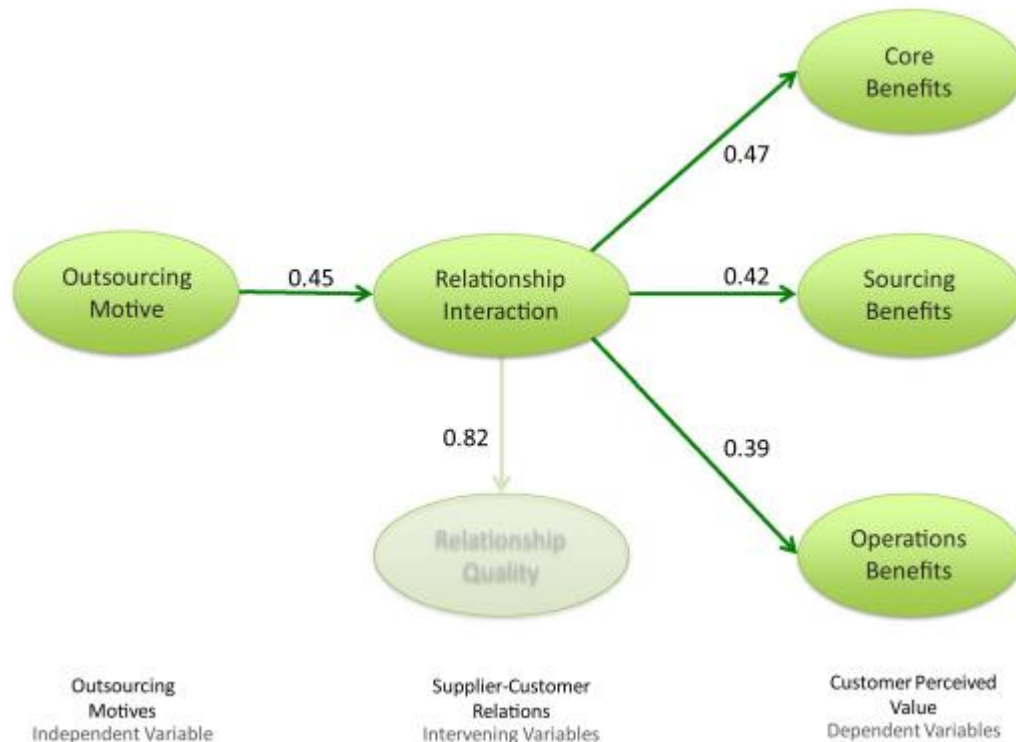 Core
Benefits
0.47
Outsourcing
Motive
0.45
Relationship
Interaction
0.42
Sourcing
Benefits
0.82
0.39
Relationship
Quality
Operations
Benefits
Outsourcing
Motives
Independent Variable
Supplier-Customer
Relations
Intervening Variables
Customer Perceived
Value
Dependent Variables